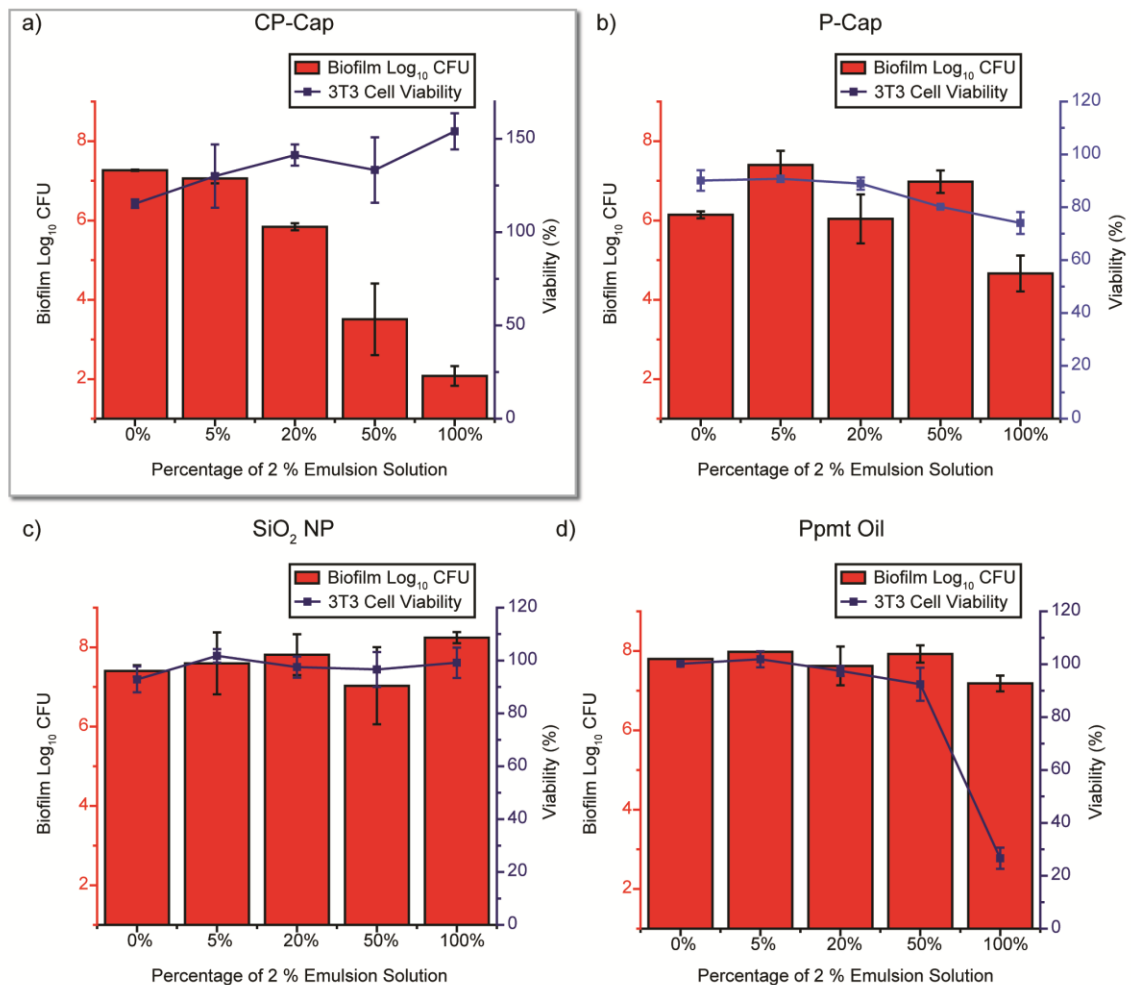 a)
CP-Cap
Biofilm Log₁₀ CFU
3T3 Cell Viability
8
6
4
2
Biofilm Log₁₀ CFU
150
100
50
0
Viability (%)
0% 5% 20% 50% 100%
Percentage of 2 % Emulsion Solution
b)
P-Cap
Biofilm Log₁₀ CFU
3T3 Cell Viability
8
6
4
2
Biofilm Log₁₀ CFU
120
100
80
60
40
20
0
Viability (%)
0% 5% 20% 50% 100%
Percentage of 2 % Emulsion Solution
c)
SiO₂ NP
Biofilm Log₁₀ CFU
3T3 Cell Viability
8
6
4
2
Biofilm Log₁₀ CFU
120
100
80
60
40
20
0
Viability (%)
0% 5% 20% 50% 100%
Percentage of 2 % Emulsion Solution
d)
Ppmt Oil
Biofilm Log₁₀ CFU
3T3 Cell Viability
8
6
4
2
Biofilm Log₁₀ CFU
120
100
80
60
40
20
0
Viability (%)
0% 5% 20% 50% 100%
Percentage of 2 % Emulsion Solution